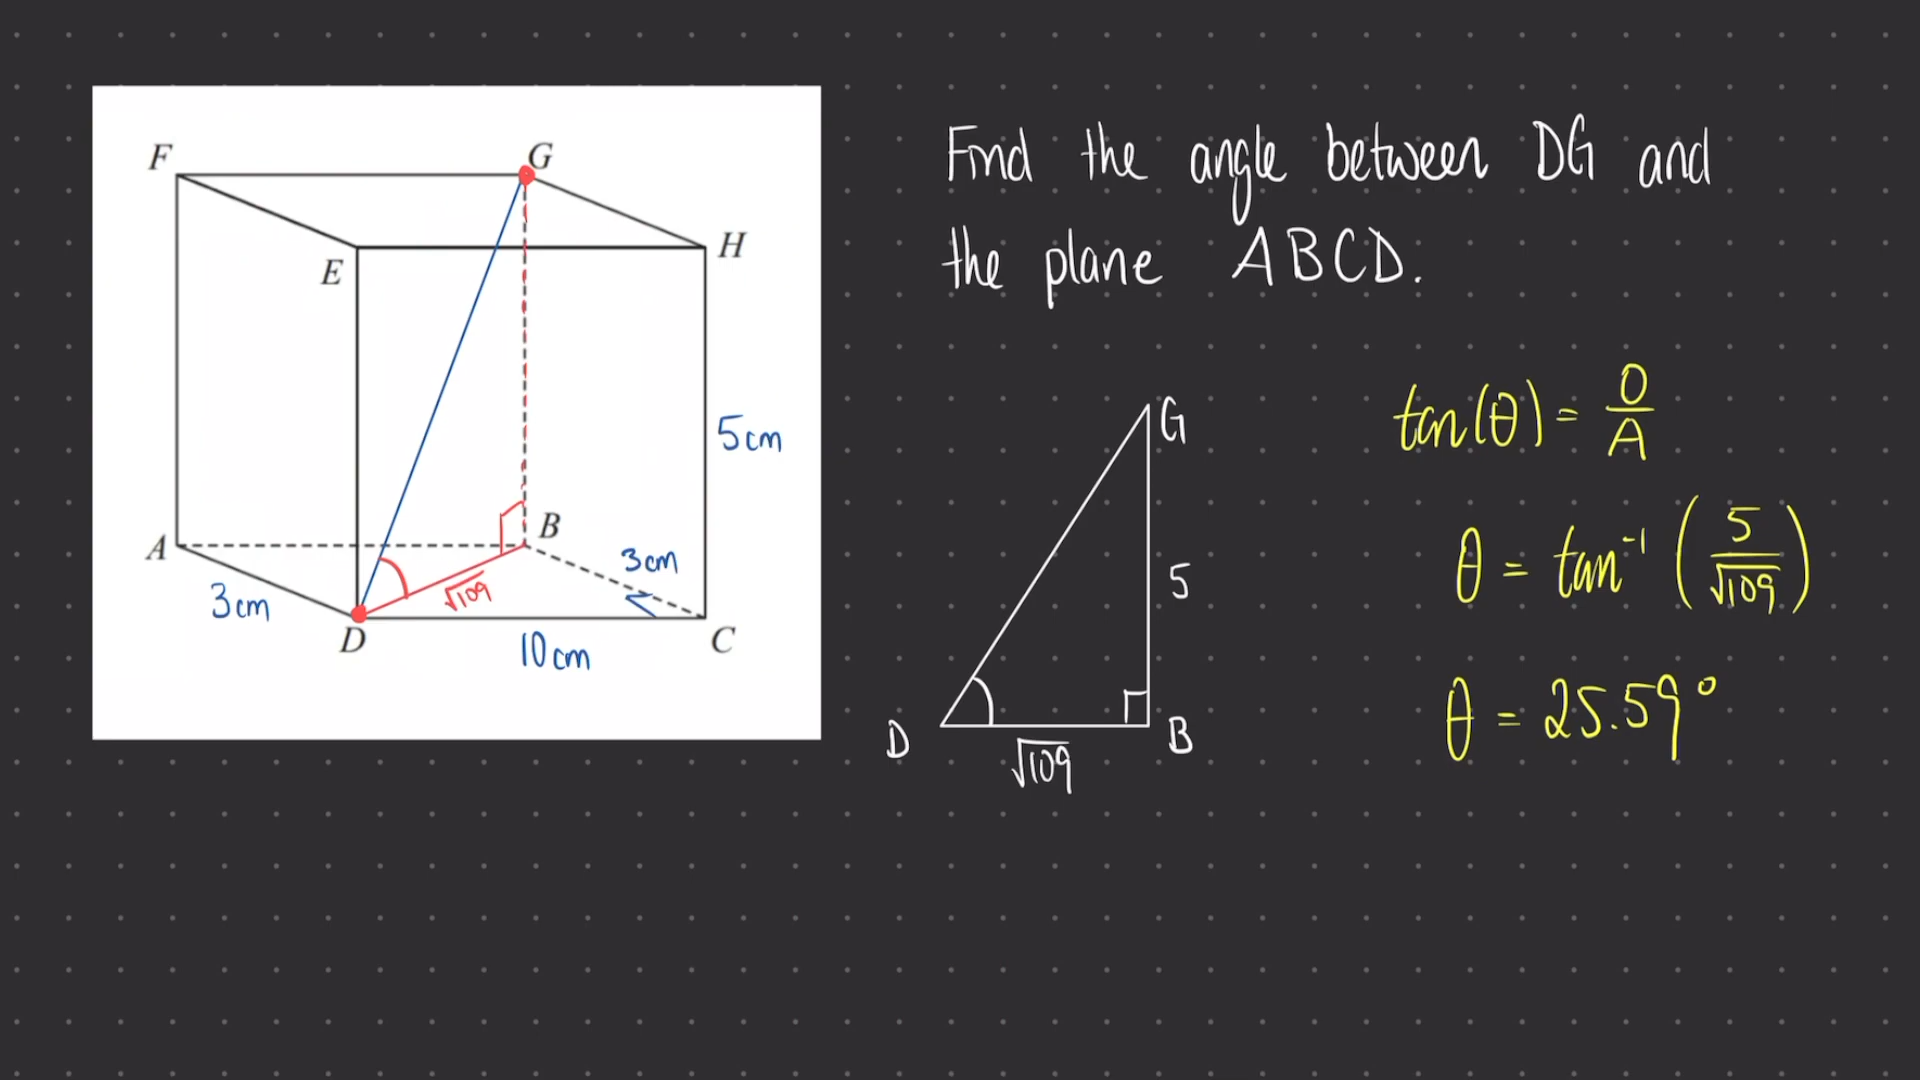 Find the angle between DG and
the plane ABCD.
F
G
E
H
5cm
A
B
3cm
3cm
√109
D
10cm
C
G
5
D
B
√109
tan(θ) = O/A
θ = tan⁻¹ (5/√109)
θ = 25.59°